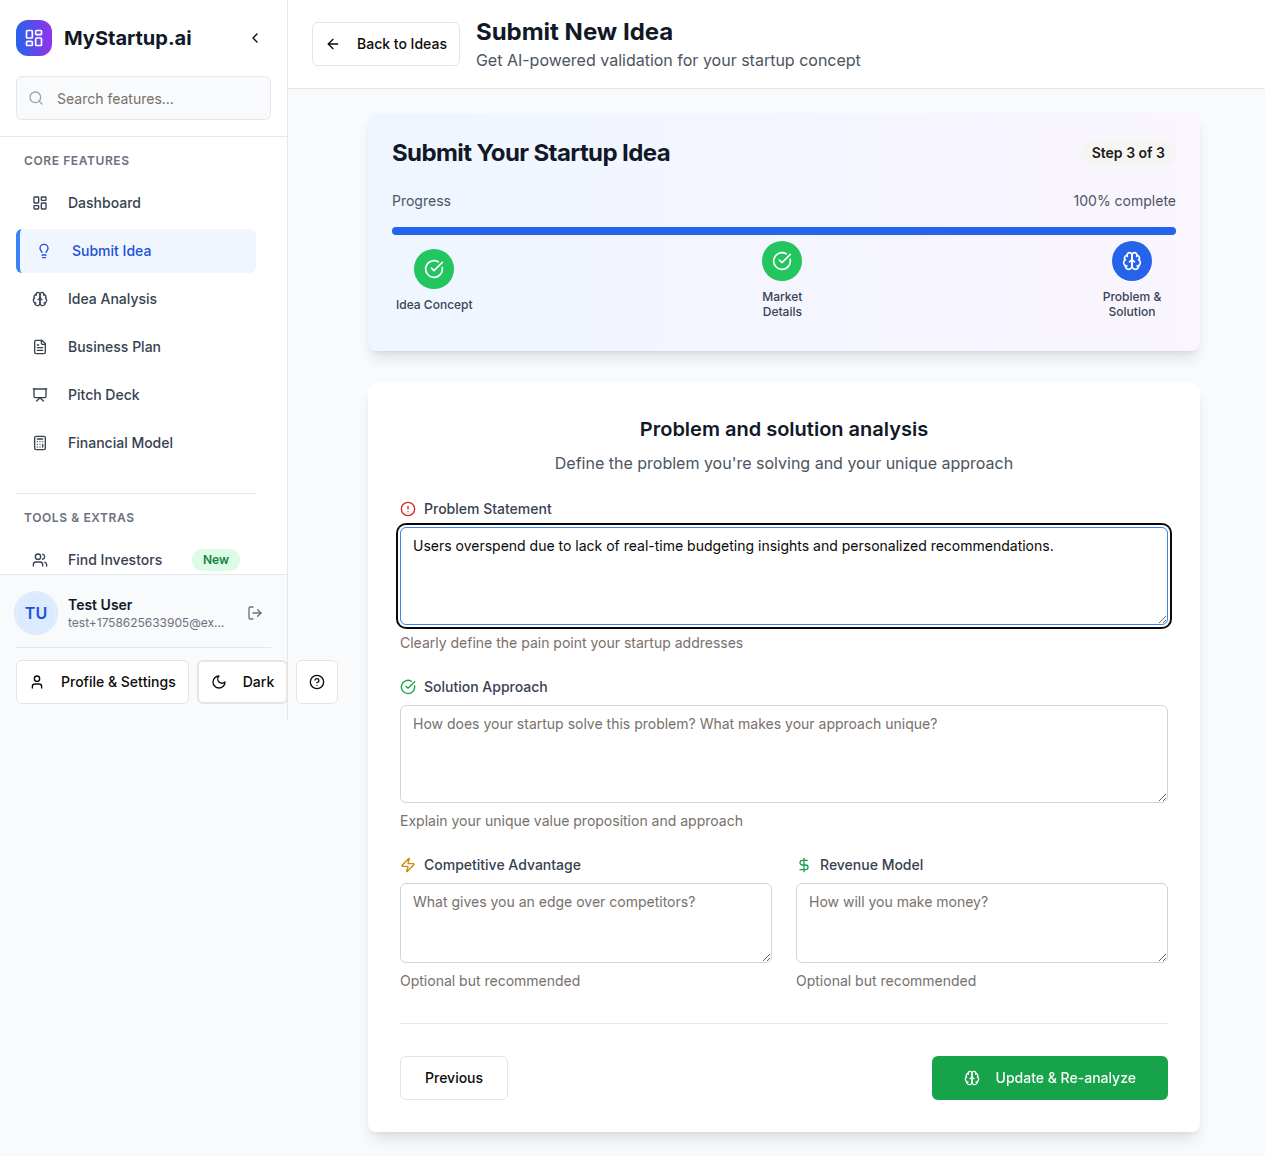 MyStartup.ai
Search features...
CORE FEATURES
Dashboard
Submit Idea
Idea Analysis
Business Plan
Pitch Deck
Financial Model
TOOLS & EXTRAS
Find Investors New
TU
Test User
test+1758625633905@ex...
Profile & Settings
Dark
Back to Ideas
Submit New Idea
Get AI-powered validation for your startup concept
Submit Your Startup Idea
Step 3 of 3
Progress
100% complete
Idea Concept
Market
Details
Problem &
Solution
Problem and solution analysis
Define the problem you're solving and your unique approach
Problem Statement
Users overspend due to lack of real-time budgeting insights and personalized recommendations.
Clearly define the pain point your startup addresses
Solution Approach
How does your startup solve this problem? What makes your approach unique?
Explain your unique value proposition and approach
Competitive Advantage
What gives you an edge over competitors?
Optional but recommended
Revenue Model
How will you make money?
Optional but recommended
Previous
Update & Re-analyze